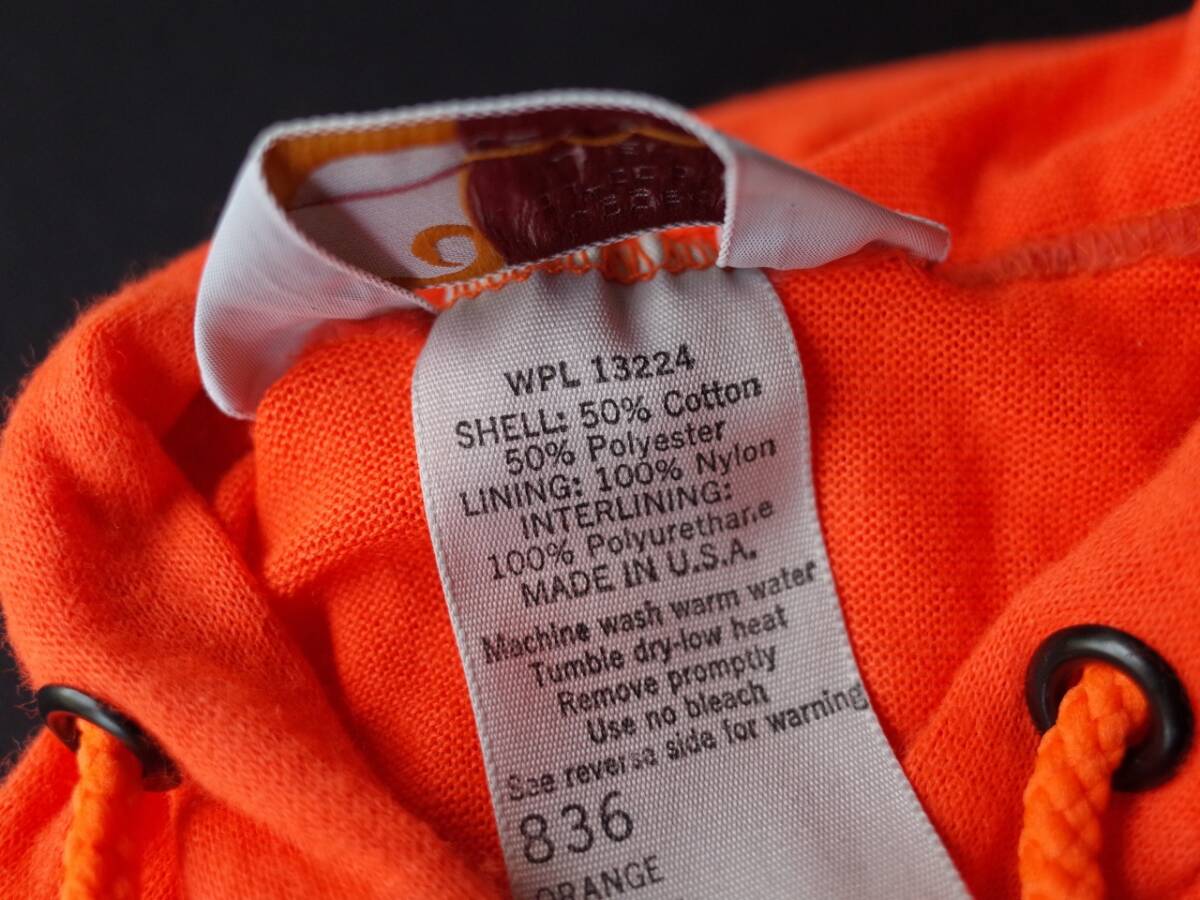 WPL 13224
SHELL: 50% Cotton
50% Polyester
LINING: 100% Nylon
INTERLINING:
100% Polyurethane
MADE IN U.S.A.
Machine wash warm water
Tumble dry-low heat
Remove promptly
Use no bleach
See reverse side for warning
836
ORANGE